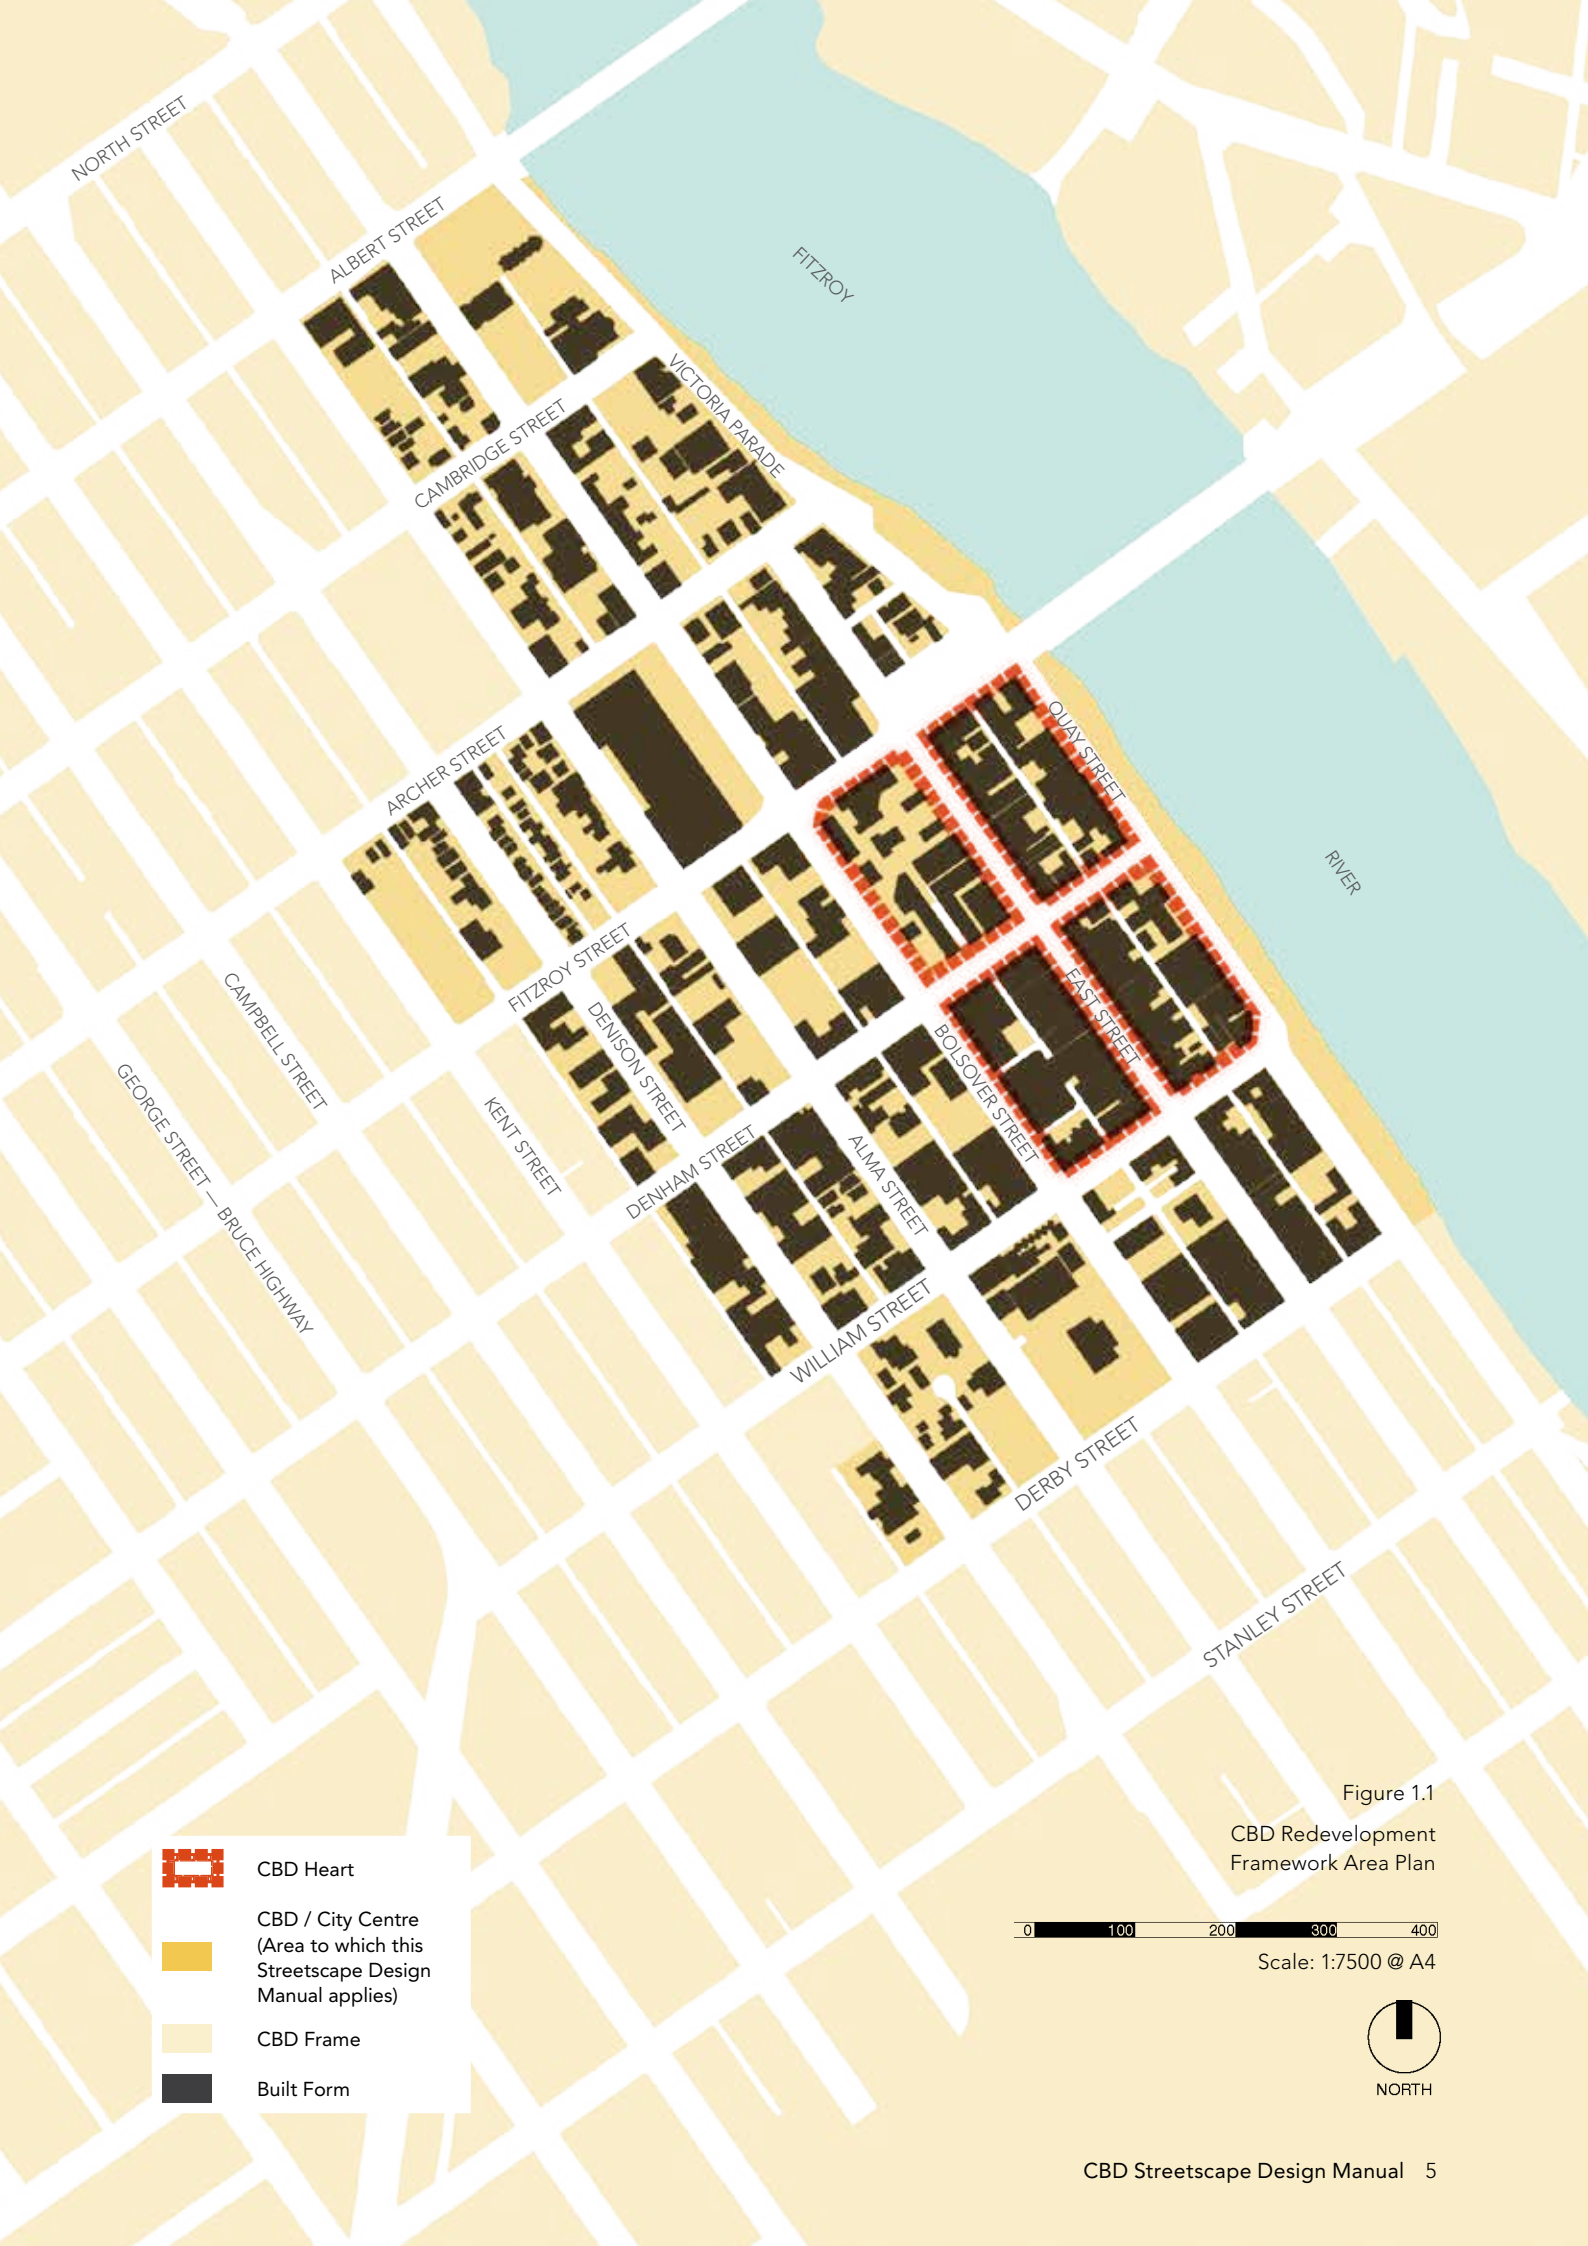 NORTH STREET
ALBERT STREET
FITZROY
VICTORIA PARADE
CAMBRIDGE STREET
QUAY STREET
ARCHER STREET
RIVER
FITZROY STREET
CAMPBELL STREET
DENISON STREET
EAST STREET
BOLSOVER STREET
GEORGE STREET — BRUCE HIGHWAY
KENT STREET
DENHAM STREET
ALMA STREET
WILLIAM STREET
DERBY STREET
STANLEY STREET
Figure 1.1
CBD Redevelopment
Framework Area Plan
CBD Heart
CBD / City Centre
(Area to which this
Streetscape Design
Manual applies)
CBD Frame
Built Form
0 100 200 300 400
Scale: 1:7500 @ A4
NORTH
CBD Streetscape Design Manual 5